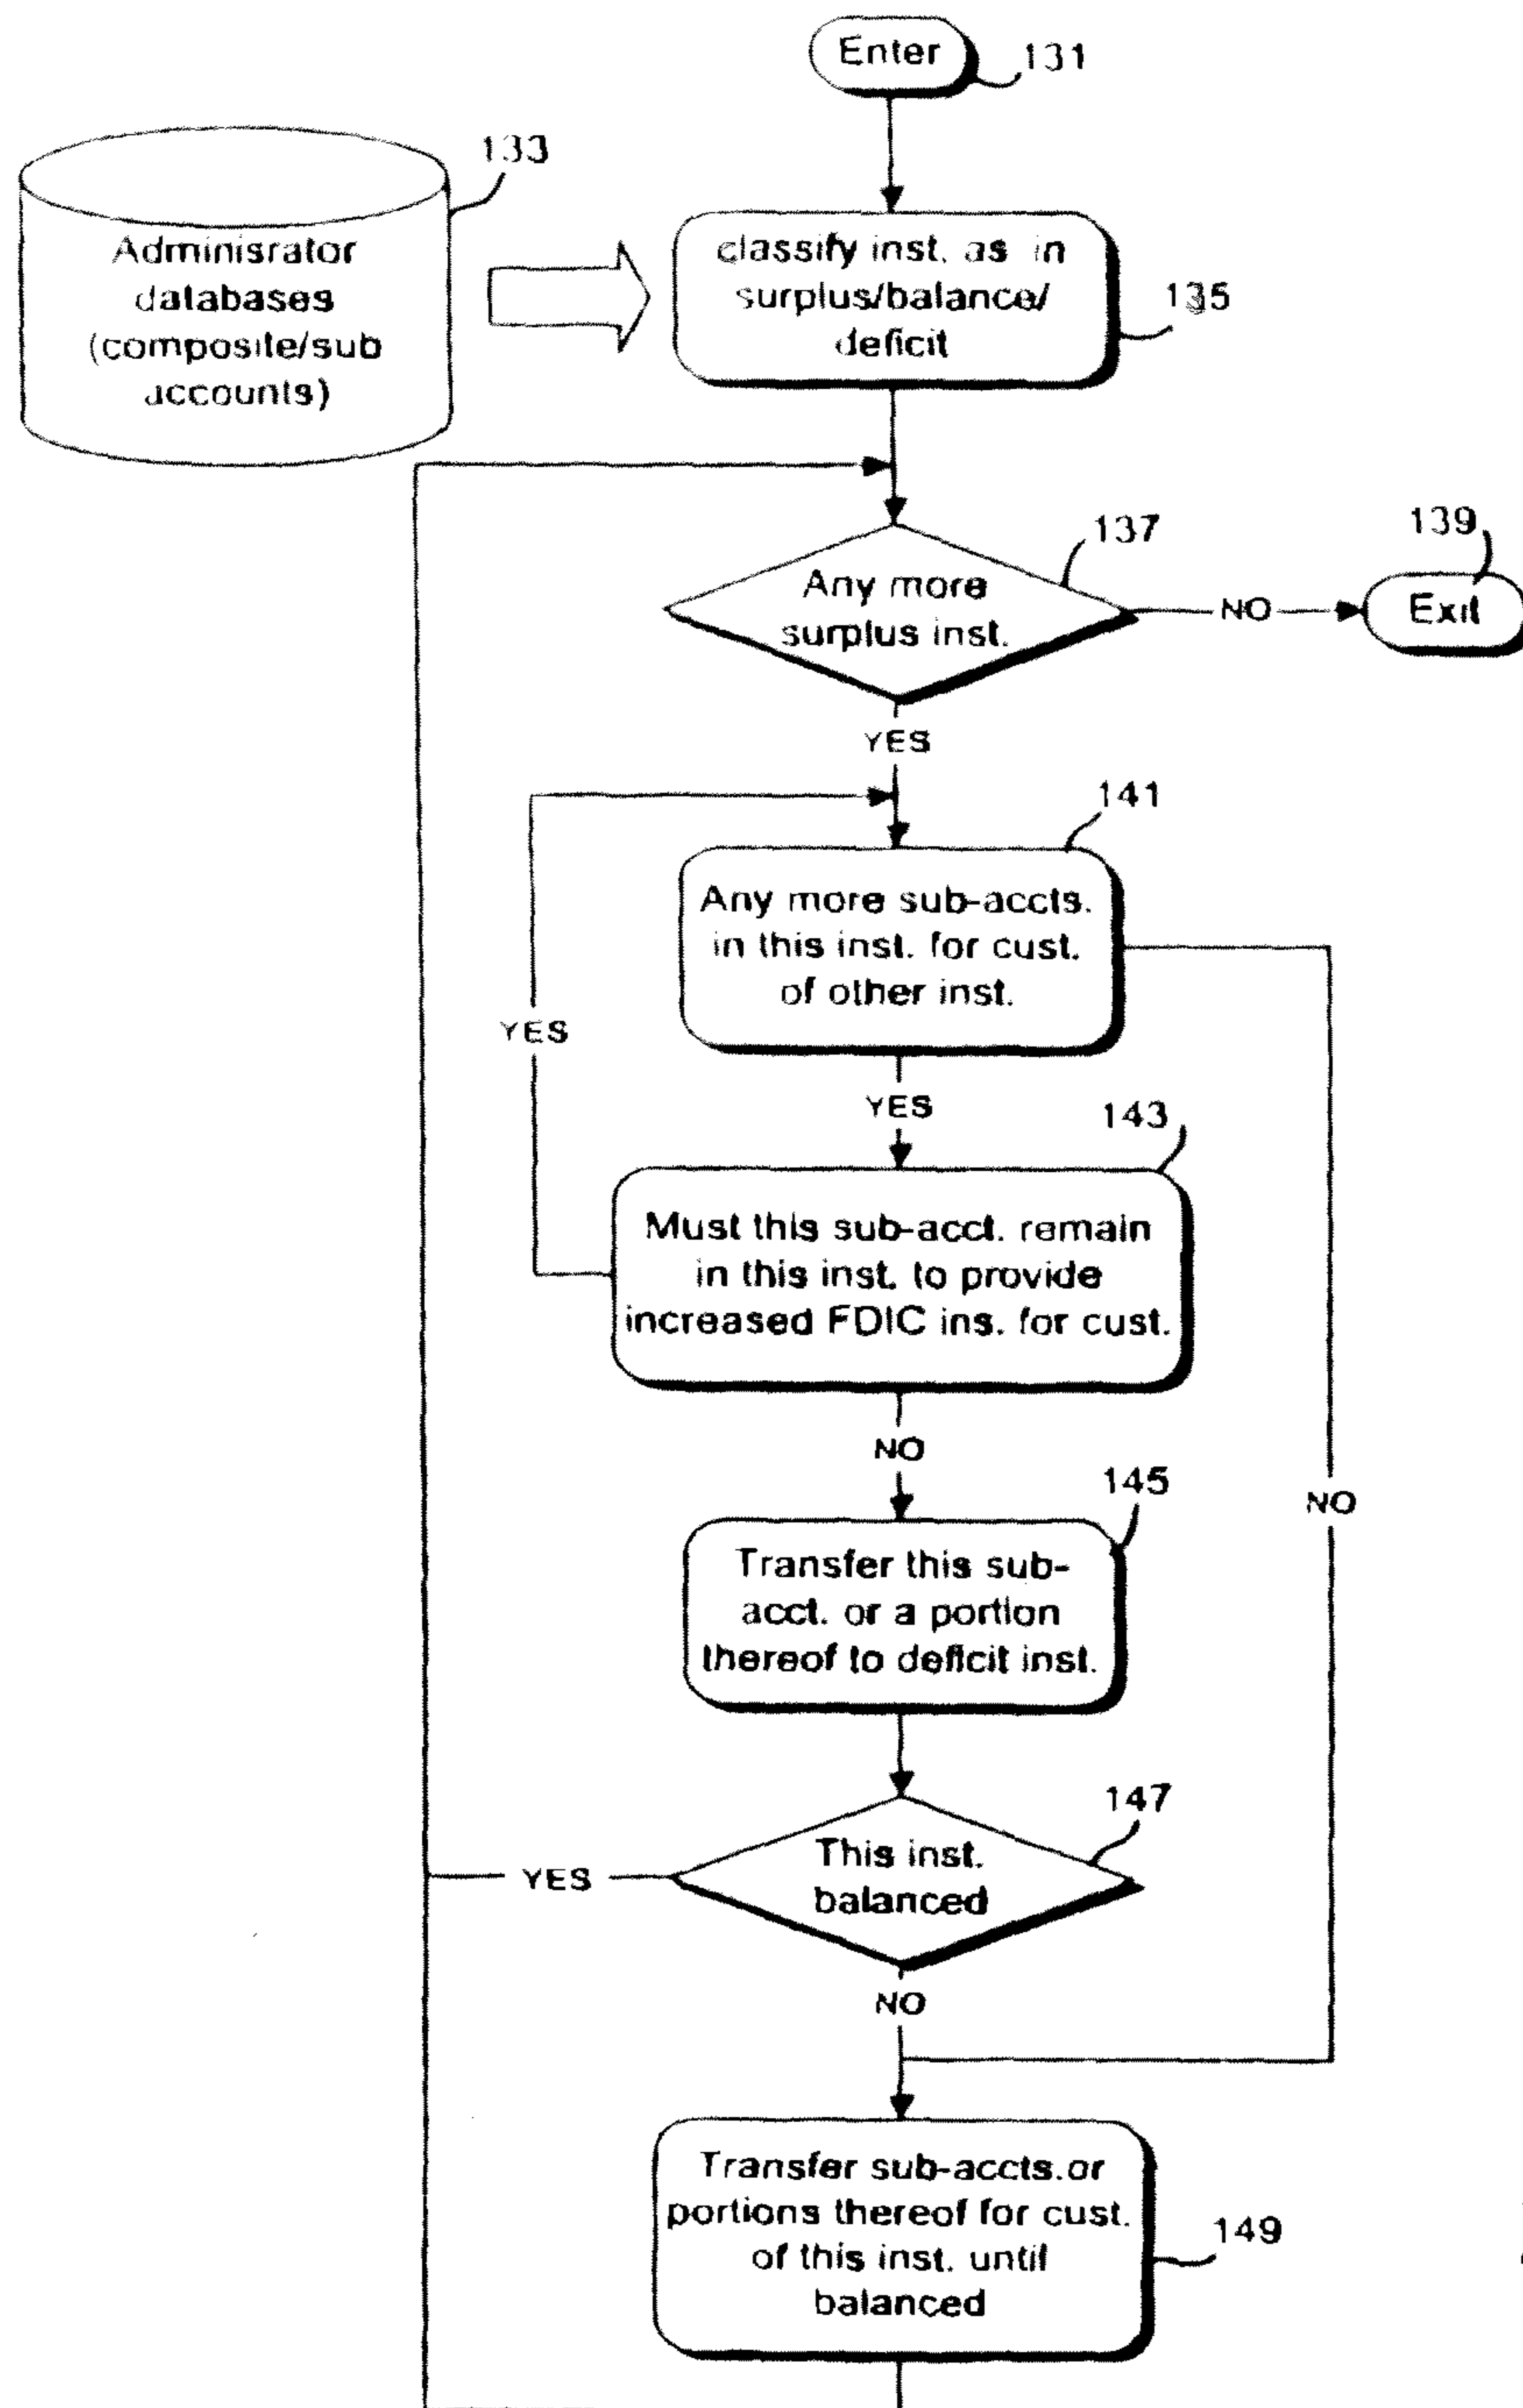 Enter
131
133
Adminisrator
databases
(composite/sub
accounts)
classify inst. as in
surplus/balance/
deficit
135
137
Any more
surplus inst.
NO
139
Exit
YES
141
Any more sub-accts.
in this inst. for cust.
of other inst.
YES
YES
143
Must this sub-acct. remain
in this inst. to provide
increased FDIC ins. for cust.
NO
145
NO
Transfer this sub-
acct. or a portion
thereof to deficit inst.
147
This inst.
balanced
YES
NO
Transfer sub-accts.or
portions thereof for cust.
of this inst. until
balanced
149